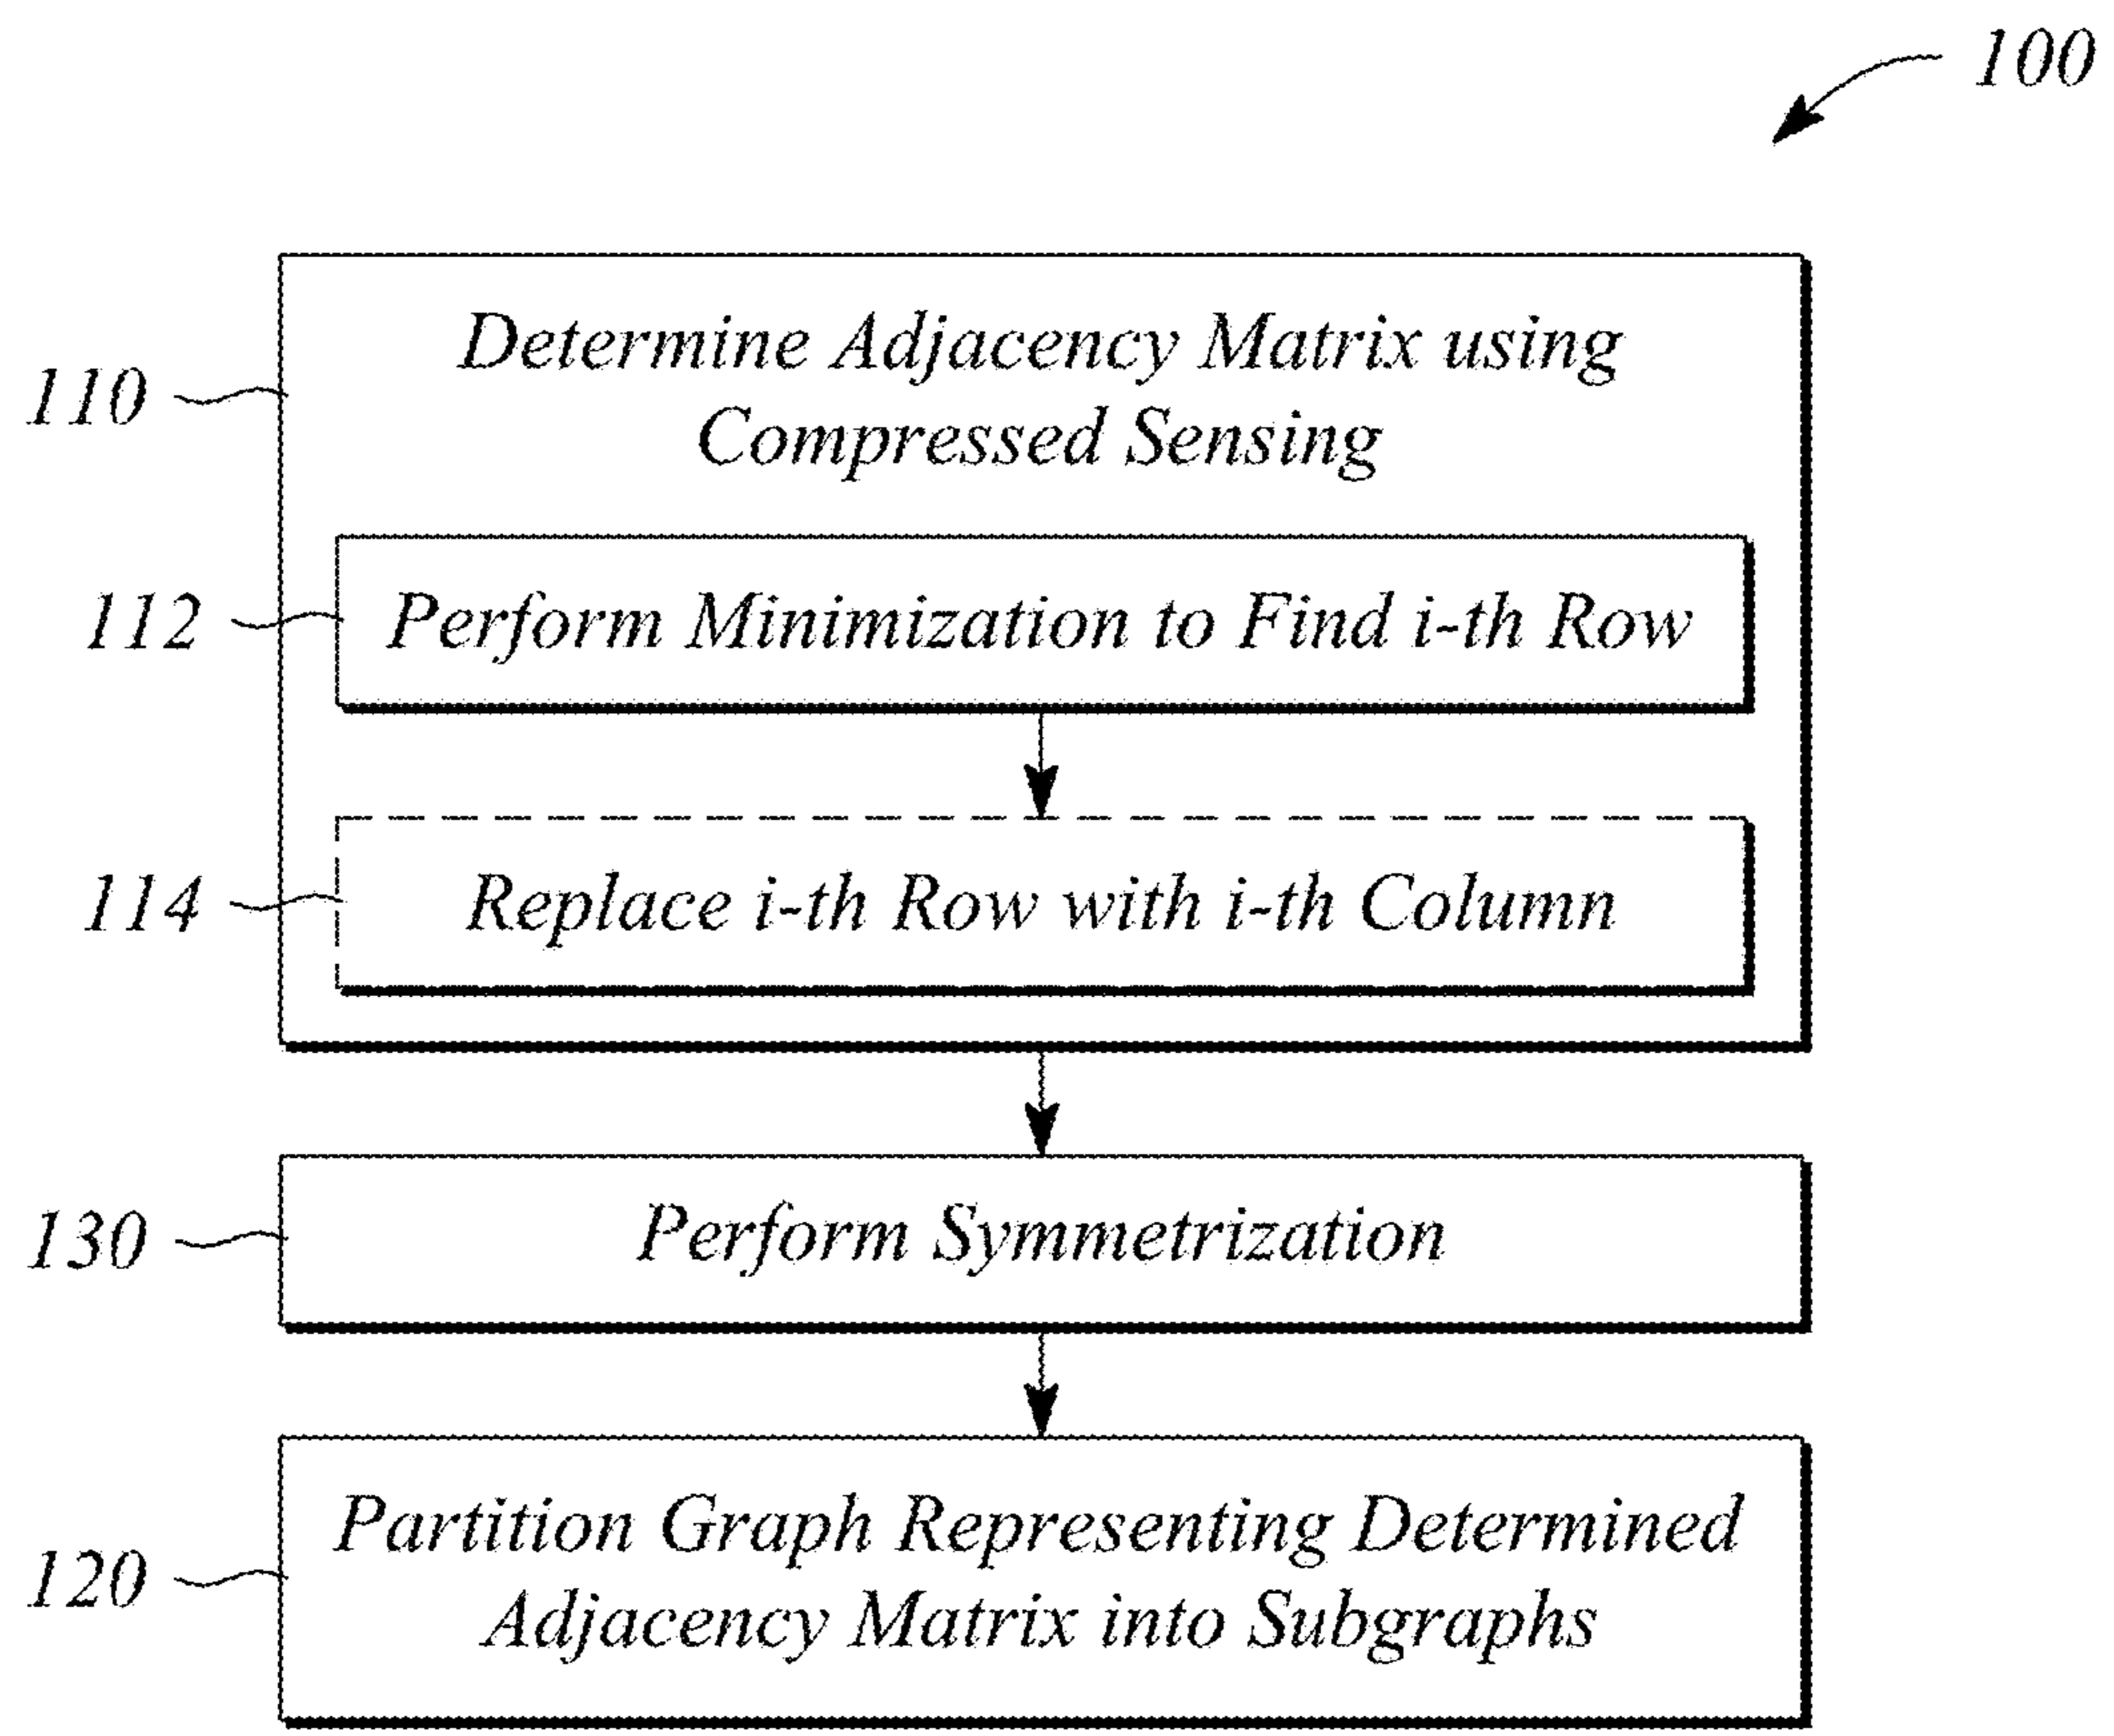 100
110
Determine Adjacency Matrix using
Compressed Sensing
112
Perform Minimization to Find i-th Row
114
Replace i-th Row with i-th Column
130
Perform Symmetrization
120
Partition Graph Representing Determined
Adjacency Matrix into Subgraphs